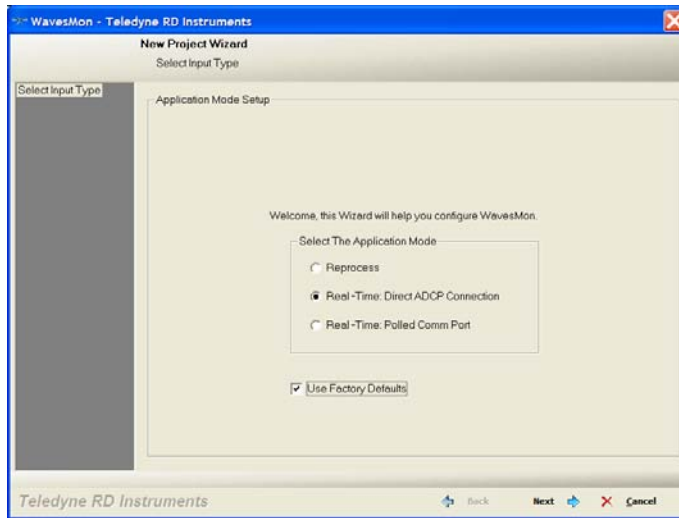 WavesMon - Teledyne RD Instruments
New Project Wizard
Select Input Type
Select Input Type
Application Mode Setup
Welcome, this Wizard will help you configure WavesMon.
Select The Application Mode
Reprocess
Real-Time: Direct ADCP Connection
Real-Time: Polled Comm Port
Use Factory Defaults
Teledyne RD Instruments
Back
Next
Cancel